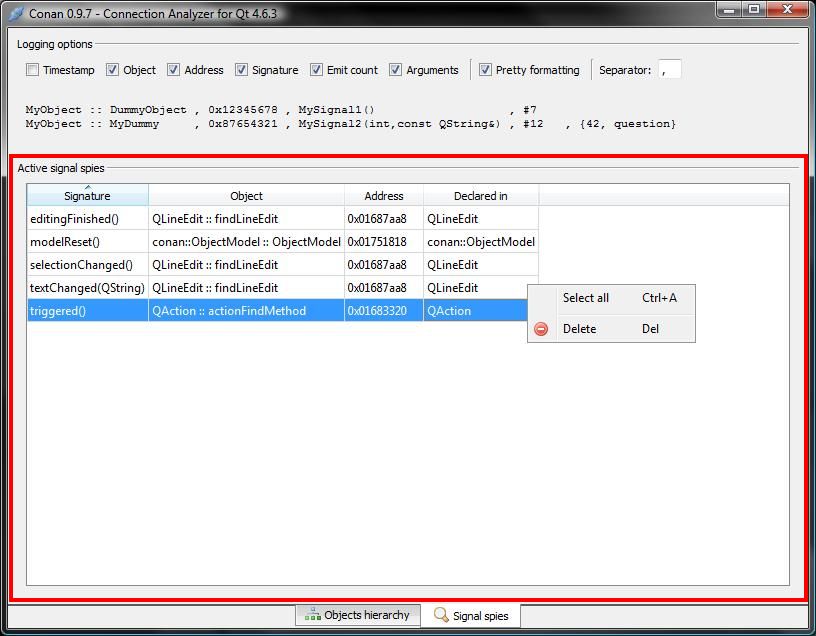 Conan 0.9.7 - Connection Analyzer for Qt 4.6.3
Logging options
Timestamp Object Address Signature Emit count Arguments Pretty formatting Separator: ,
MyObject :: DummyObject , 0x12345678 , MySignal1() , #7
MyObject :: MyDummy , 0x87654321 , MySignal2(int,const QString&) , #12 , {42, question}
Active signal spies
Signature Object Address Declared in
editingFinished() QLineEdit :: findLineEdit 0x01687aa8 QLineEdit
modelReset() conan::ObjectModel :: ObjectModel 0x01751818 conan::ObjectModel
selectionChanged() QLineEdit :: findLineEdit 0x01687aa8 QLineEdit
textChanged(QString) QLineEdit :: findLineEdit 0x01687aa8 QLineEdit
triggered() QAction :: actionFindMethod 0x01683320 QAction
Select all Ctrl+A
Delete Del
Objects hierarchy Signal spies